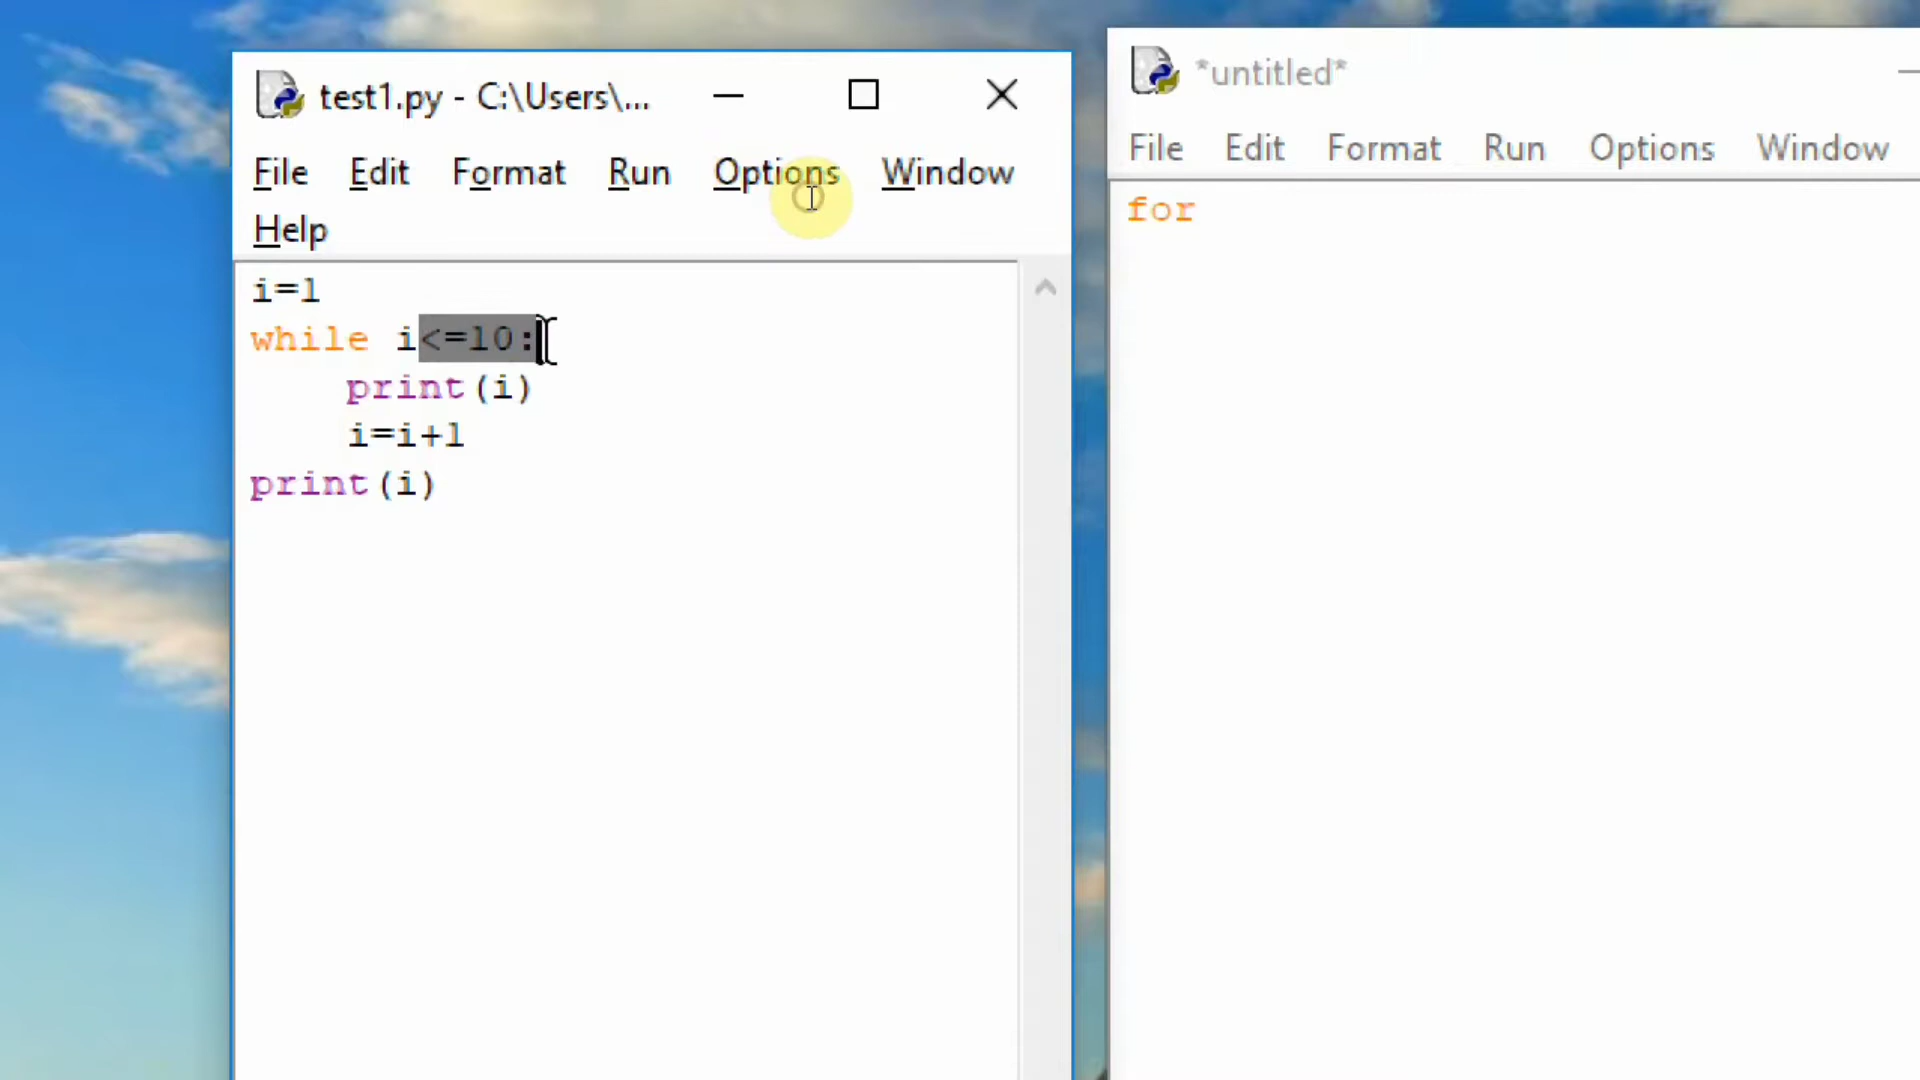 test1.py - C:\Users\...
File Edit Format Run Options Window
Help
i=1
while i<=10:
    print(i)
    i=i+1
print(i)
*untitled*
File Edit Format Run Options Window
for